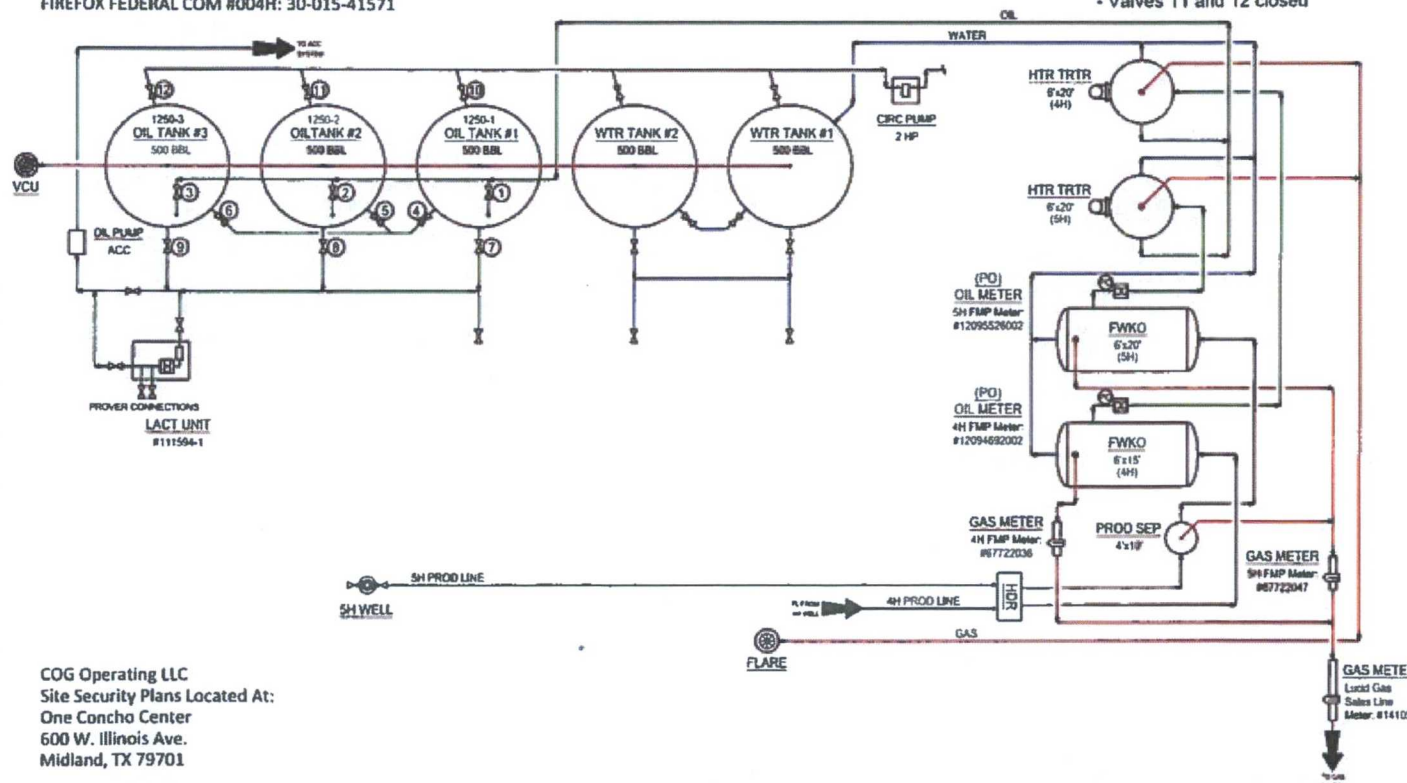 FIREFOX FEDERAL COM #004H: 30-015-41571
- Valves 11 and 12 closed
OIL
WATER
TO ACC
SYSTEM
HTR TRTR
6'x20'
(4H)
CIRC PUMP
2 HP
12
11
10
1250-3
OIL TANK #3
500 BBL
1250-2
OIL TANK #2
500 BBL
1250-1
OIL TANK #1
500 BBL
WTR TANK #2
500 BBL
WTR TANK #1
500 BBL
VCU
3
2
1
6
5
4
HTR TRTR
6'x20'
(5H)
OIL PUMP
ACC
9
8
7
(PO)
OIL METER
5H FMP Meter:
#12095526002
FWKO
6'x20'
(5H)
PROVER CONNECTIONS
LACT UNIT
#111594-1
(PO)
OIL METER
4H FMP Meter:
#12094692002
FWKO
6'x15'
(4H)
GAS METER
4H FMP Meter:
#67722036
PROD SEP
4'x10'
GAS METER
5H FMP Meter:
#67722047
5H PROD LINE
5H WELL
HDR
4H PROD LINE
GAS
FLARE
COG Operating LLC
Site Security Plans Located At:
One Concho Center
600 W. Illinois Ave.
Midland, TX 79701
GAS METE
Lucid Gas
Sales Line
Meter: #1410